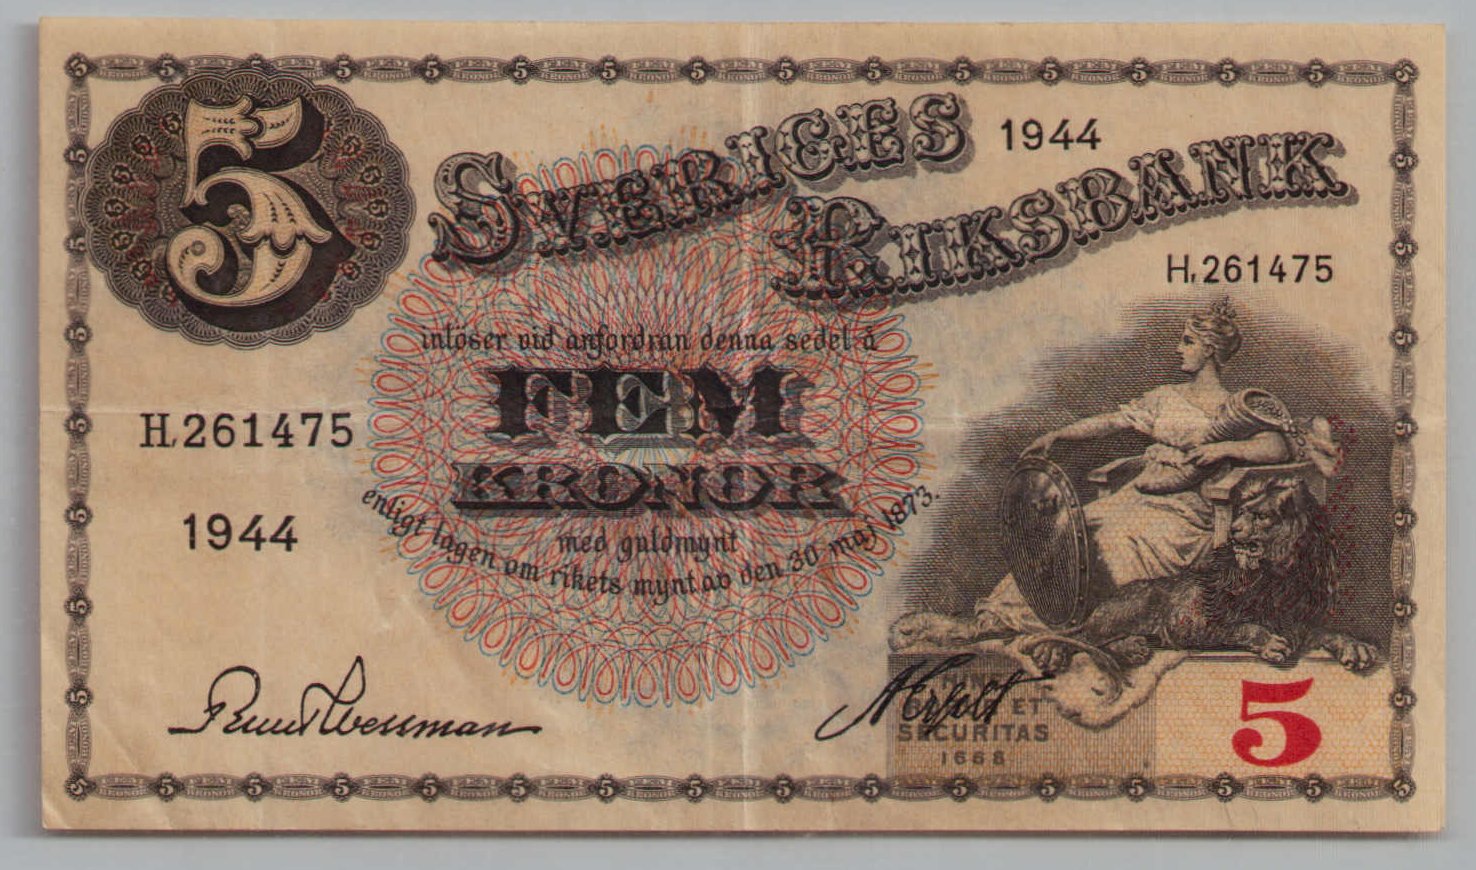 5
SVERIGES
1944
RIKSBANK
H,261475
inlöser vid anfordran denna sedel å
FEM
KRONOR
H,261475
med guldmynt
enligt lagen om rikets mynt av den 30 maj 1873.
1944
ET
SECURITAS
1668
5